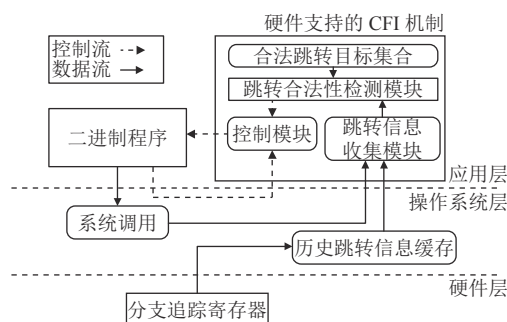 硬件支持的 CFI 机制
控制流
数据流
合法跳转目标集合
跳转合法性检测模块
二进制程序
控制模块
跳转信息
收集模块
应用层
操作系统层
系统调用
历史跳转信息缓存
硬件层
分支追踪寄存器